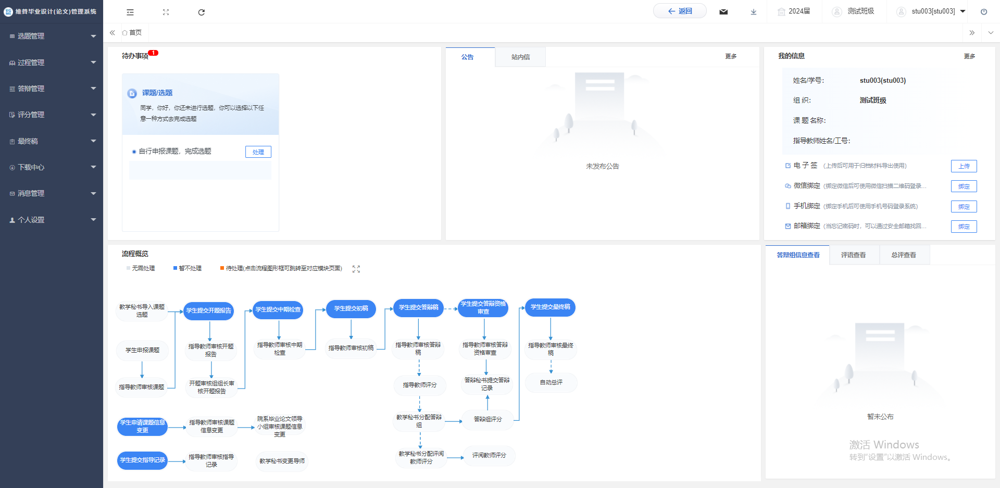 维普毕业设计(论文)管理系统
返回
2024届
测试班级
stu003[stu003]
首页
选题管理
过程管理
答辩管理
评分管理
最终稿
下载中心
消息管理
个人设置
待办事项
1
课题/选题
同学，你好，你还未进行选题，你可以选择以下任
意一种方式去完成选题
自行申报课题，完成选题
处理
公告
站内信
更多
未发布公告
我的信息
更多
姓名/学号：
stu003(stu003)
组 织：
测试班级
课 题 名称：
指导教师姓名/工号：
电 子 签 (上传后可用于归档材料导出使用)
上传
微信绑定 (绑定微信后可使用微信扫描二维码登录...
绑定
手机绑定 (绑定手机后可使用手机号码登录系统)
绑定
邮箱绑定 (当忘记密码时，可以通过安全邮箱找回...
绑定
流程概览
无需处理
暂不处理
待处理(点击流程图形框可跳转至对应模块页面)
教学秘书导入课题
选题
学生提交开题报告
学生提交中期检查
学生提交初稿
学生提交答辩稿
学生提交答辩资格
审查
学生提交最终稿
学生申报课题
指导教师审核开题
报告
指导教师审核中期
检查
指导教师审核初稿
指导教师审核答辩
稿
指导教师审核答辩
资格审查
指导教师审核最终
稿
指导教师审核课题
开题审核组组长审
核开题报告
指导教师评分
答辩秘书提交答辩
记录
自动总评
学生申请课题信息
变更
指导教师审核课题
信息变更
院系毕业论文领导
小组审核课题信息
变更
教学秘书分配答辩
组
答辩组评分
学生提交指导记录
指导教师审核指导
记录
教学秘书变更导师
教学秘书分配评阅
教师评分
评阅教师评分
答辩组信息查看
评语查看
总评查看
暂未公布
激活 Windows
转到"设置"以激活 Windows。